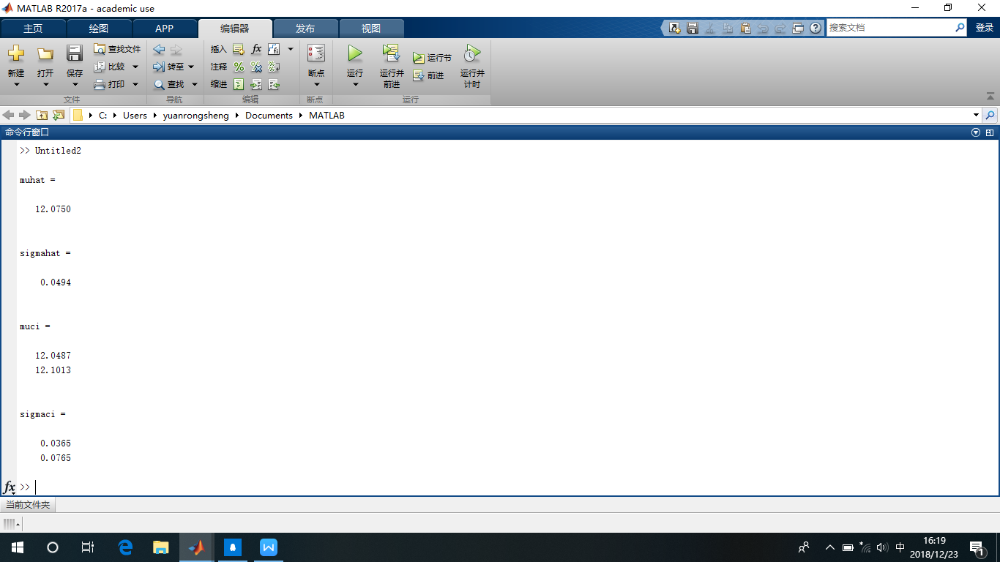 MATLAB R2017a - academic use
主页 绘图 APP 编辑器 发布 视图 搜索文档 登录
新建 打开 保存 查找文件 比较 打印 转至 查找 插入 fx 注释 缩进 断点 运行 运行并前进 运行节 前进 运行并计时
文件 导航 编辑 断点 运行
C: Users yuanrongsheng Documents MATLAB
命令行窗口
>> Untitled2
muhat =
12.0750
sigmahat =
0.0494
muci =
12.0487
12.1013
sigmaci =
0.0365
0.0765
fx >>
当前文件夹
中 16:19
2018/12/23
1